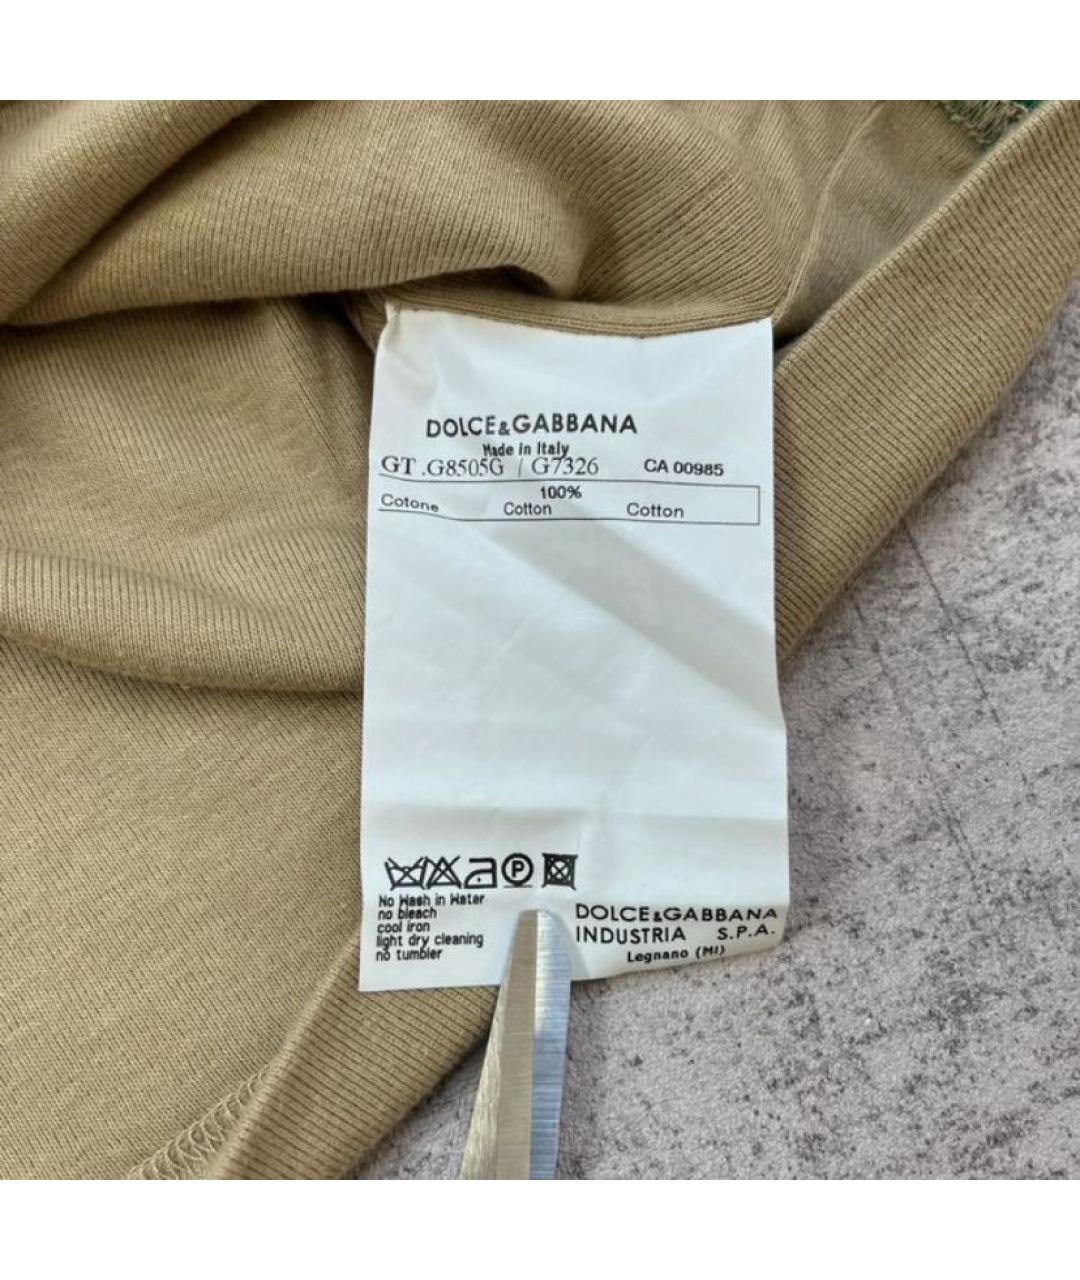 DOLCE&GABBANA
Made in Italy
GT .G8505G / G7326 CA 00985
100%
Cotone Cotton Cotton
P
No Wash in Water
no bleach
cool iron
light dry cleaning
no tumbler
DOLCE&GABBANA
INDUSTRIA S.P.A.
Legnano (MI)